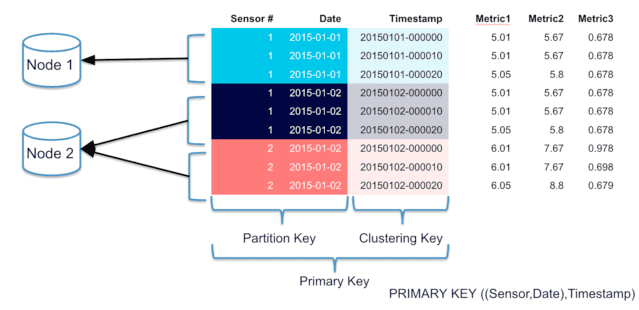 Sensor # Date Timestamp Metric1 Metric2 Metric3
1 2015-01-01 20150101-000000 5.01 5.67 0.678
1 2015-01-01 20150101-000010 5.01 5.67 0.678
1 2015-01-01 20150101-000020 5.05 5.8 0.678
1 2015-01-02 20150102-000000 5.01 5.67 0.678
1 2015-01-02 20150102-000010 5.01 5.67 0.678
1 2015-01-02 20150102-000020 5.05 5.8 0.678
2 2015-01-02 20150102-000000 6.01 7.67 0.978
2 2015-01-02 20150102-000010 6.01 7.67 0.698
2 2015-01-02 20150102-000020 6.05 8.8 0.679
Node 1
Node 2
Partition Key Clustering Key
Primary Key
PRIMARY KEY ((Sensor,Date),Timestamp)